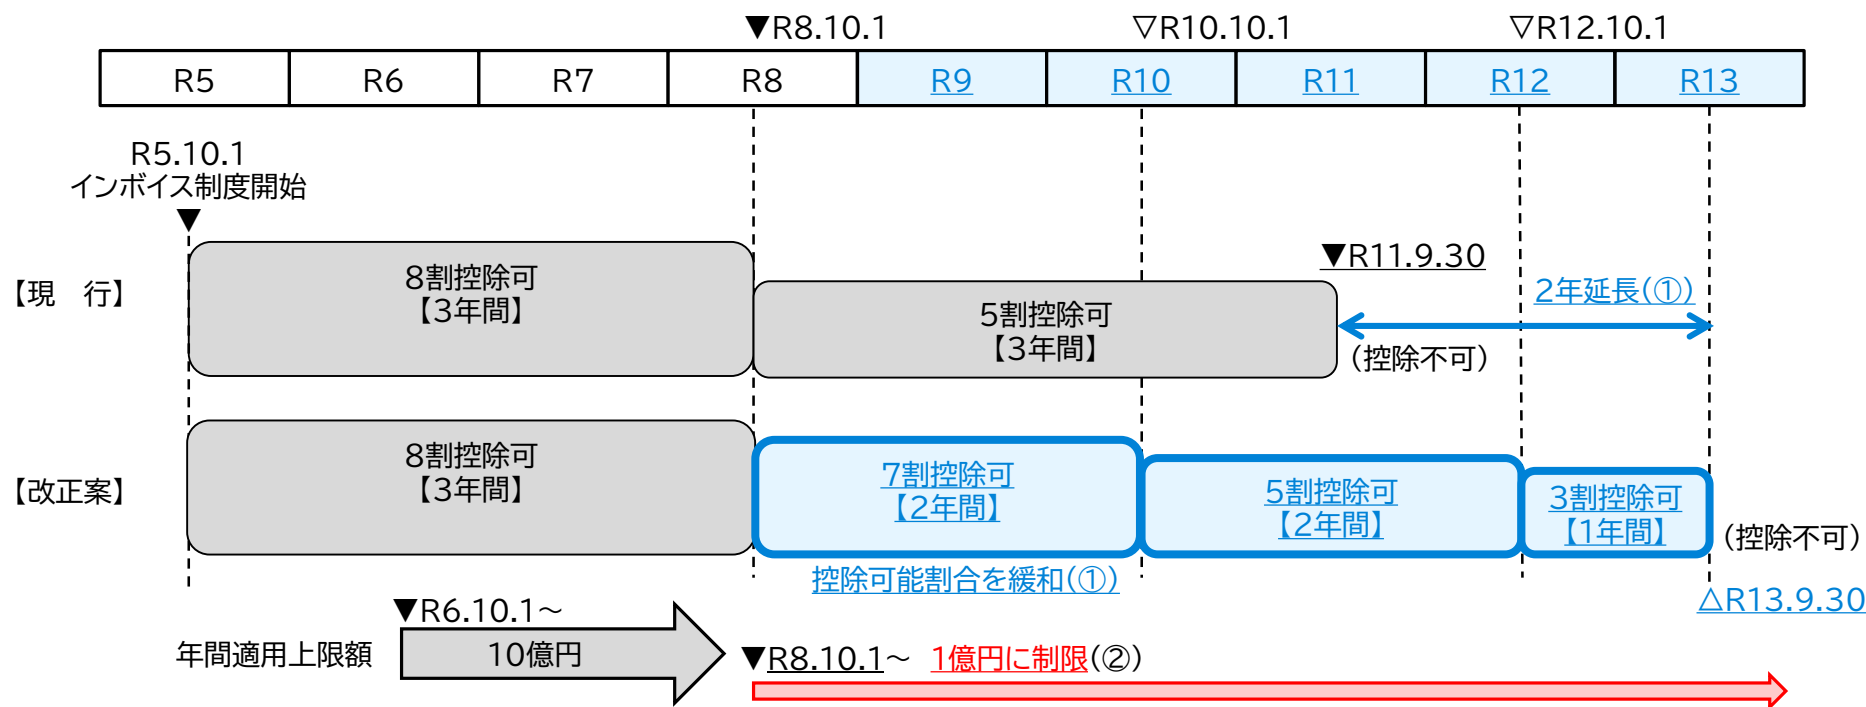 ▼R8.10.1
▽R10.10.1
▽R12.10.1
R5
R6
R7
R8
R9
R10
R11
R12
R13
R5.10.1
インボイス制度開始
▼
【現　行】
8割控除可
【3年間】
5割控除可
【3年間】
▼R11.9.30
2年延長(①)
(控除不可)
【改正案】
8割控除可
【3年間】
7割控除可
【2年間】
5割控除可
【2年間】
3割控除可
【1年間】
(控除不可)
控除可能割合を緩和(①)
△R13.9.30
▼R6.10.1～
年間適用上限額
10億円
▼R8.10.1～ 1億円に制限(②)